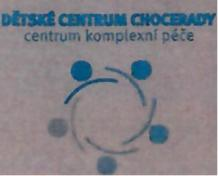 DĚTSKÉ CENTRUM CHOCERADY
centrum komplexní péče